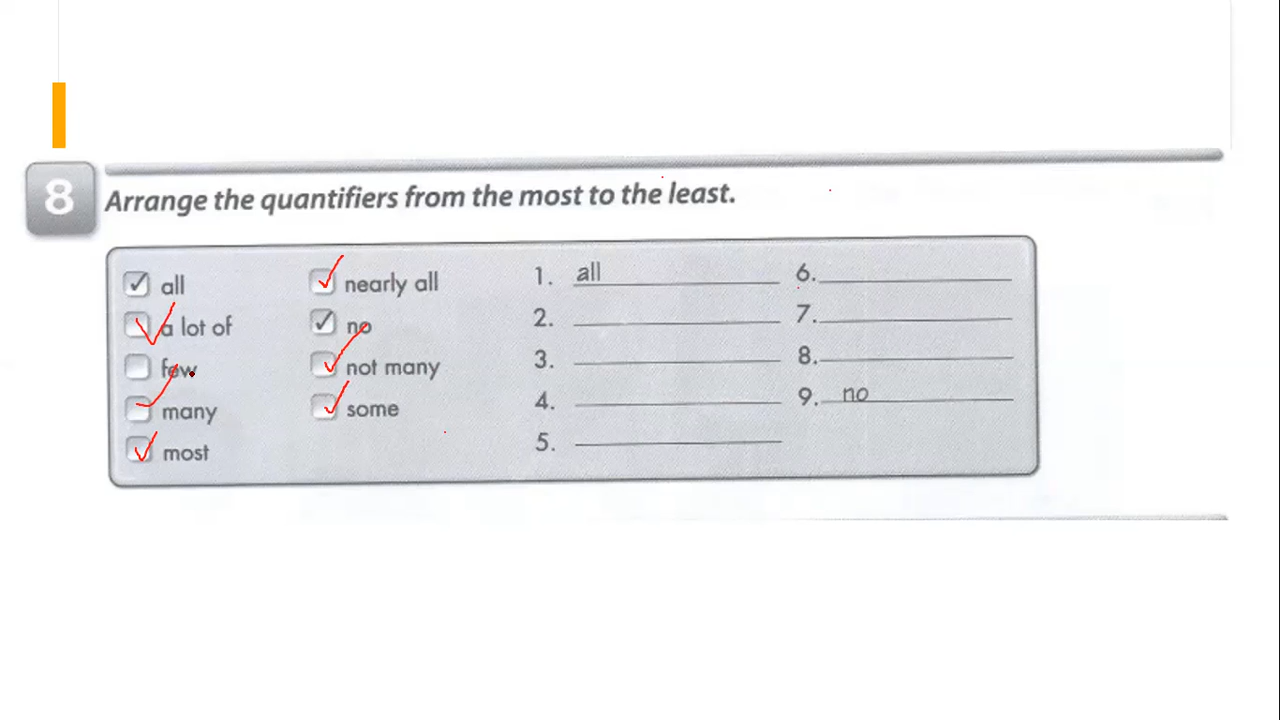 8 Arrange the quantifiers from the most to the least.
all
a lot of
few
many
most
nearly all
no
not many
some
1. all
2.
3.
4.
5.
6.
7.
8.
9. no